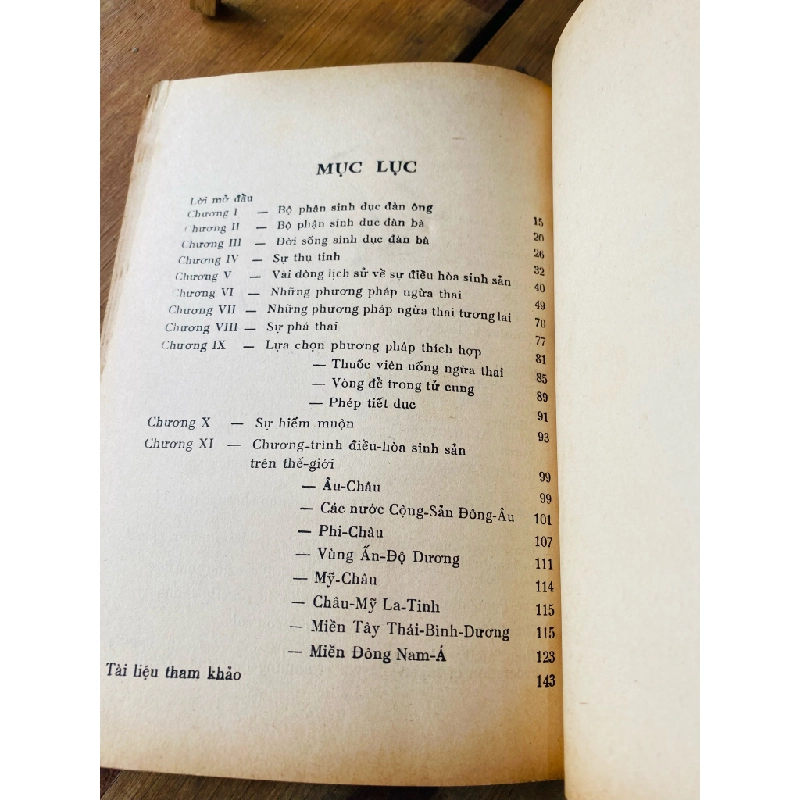 MỤC LỤC
Lời mở đầu
Chương I — Bộ phận sinh dục đàn ông 15
Chương II — Bộ phận sinh dục đàn bà 20
Chương III — Đời sống sinh dục đàn bà 26
Chương IV — Sự thụ tinh 32
Chương V — Vài dòng lịch sử về sự điều hòa sinh sản 40
Chương VI — Những phương pháp ngừa thai 49
Chương VII — Những phương pháp ngừa thai tương lai 70
Chương VIII — Sự phá thai 77
Chương IX — Lựa chọn phương pháp thích hợp 81
— Thuốc viên uống ngừa thai 85
— Vòng để trong tử cung 89
— Phép tiết dục 91
Chương X — Sự hiếm muộn 93
Chương XI — Chương-trình điều-hòa sinh sản
trên thế-giới 99
— Âu-Châu 99
— Các nước Cộng-Sản Đông-Âu 101
— Phi-Châu 107
— Vùng Ấn-Độ Dương 111
— Mỹ-Châu 114
— Châu-Mỹ La-Tinh 115
— Miền Tây Thái-Bình-Dương 115
— Miền Đông Nam-Á 123
Tài liệu tham khảo 143